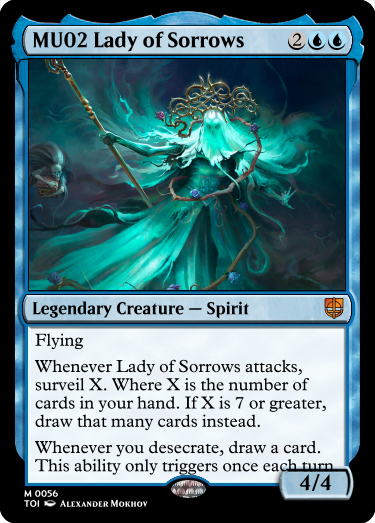 MU02 Lady of Sorrows 2
Legendary Creature — Spirit
Flying
Whenever Lady of Sorrows attacks,
surveil X. Where X is the number of
cards in your hand. If X is 7 or greater,
draw that many cards instead.
Whenever you desecrate, draw a card.
This ability only triggers once each turn
4/4
M 0056
TOI Alexander Mokhov